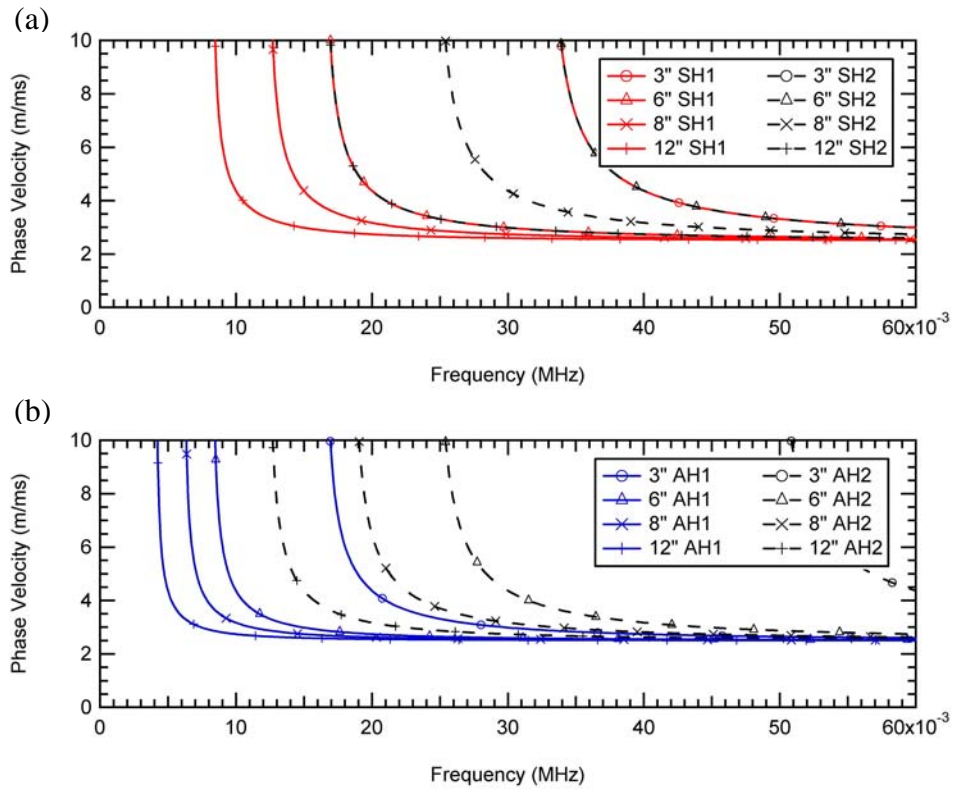 (a)
10
8
6
4
2
0
Phase Velocity (m/ms)
3" SH1 3" SH2
6" SH1 6" SH2
8" SH1 8" SH2
12" SH1 12" SH2
0 10 20 30 40 50 60x10-3
Frequency (MHz)
(b)
10
8
6
4
2
0
Phase Velocity (m/ms)
3" AH1 3" AH2
6" AH1 6" AH2
8" AH1 8" AH2
12" AH1 12" AH2
0 10 20 30 40 50 60x10-3
Frequency (MHz)